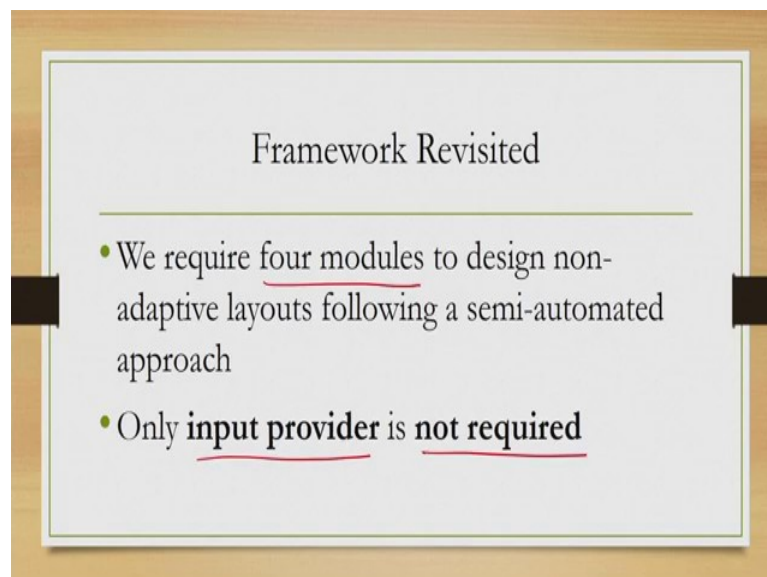 Framework Revisited
• We require four modules to design non-
adaptive layouts following a semi-automated
approach
• Only input provider is not required